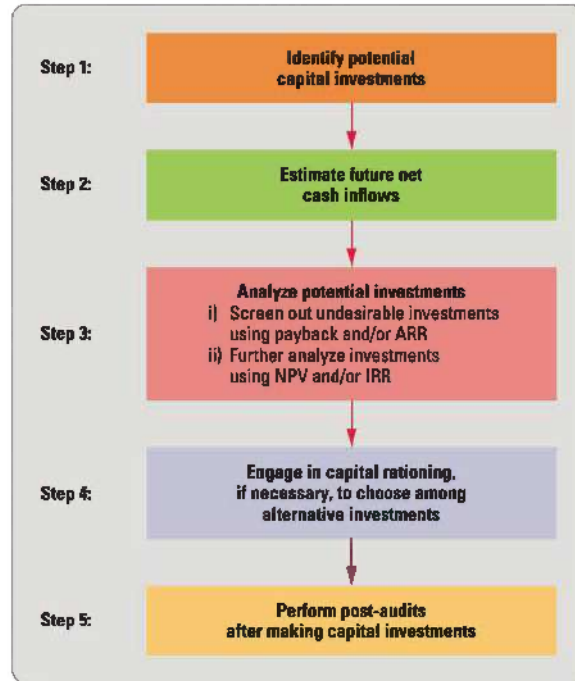 Step 1:
Identify potential
capital investments
Step 2:
Estimate future net
cash inflows
Step 3:
Analyze potential investments
i) Screen out undesirable investments
using payback and/or ARR
ii) Further analyze investments
using NPV and/or IRR
Step 4:
Engage in capital rationing,
if necessary, to choose among
alternative investments
Step 5:
Perform post-audits
after making capital investments